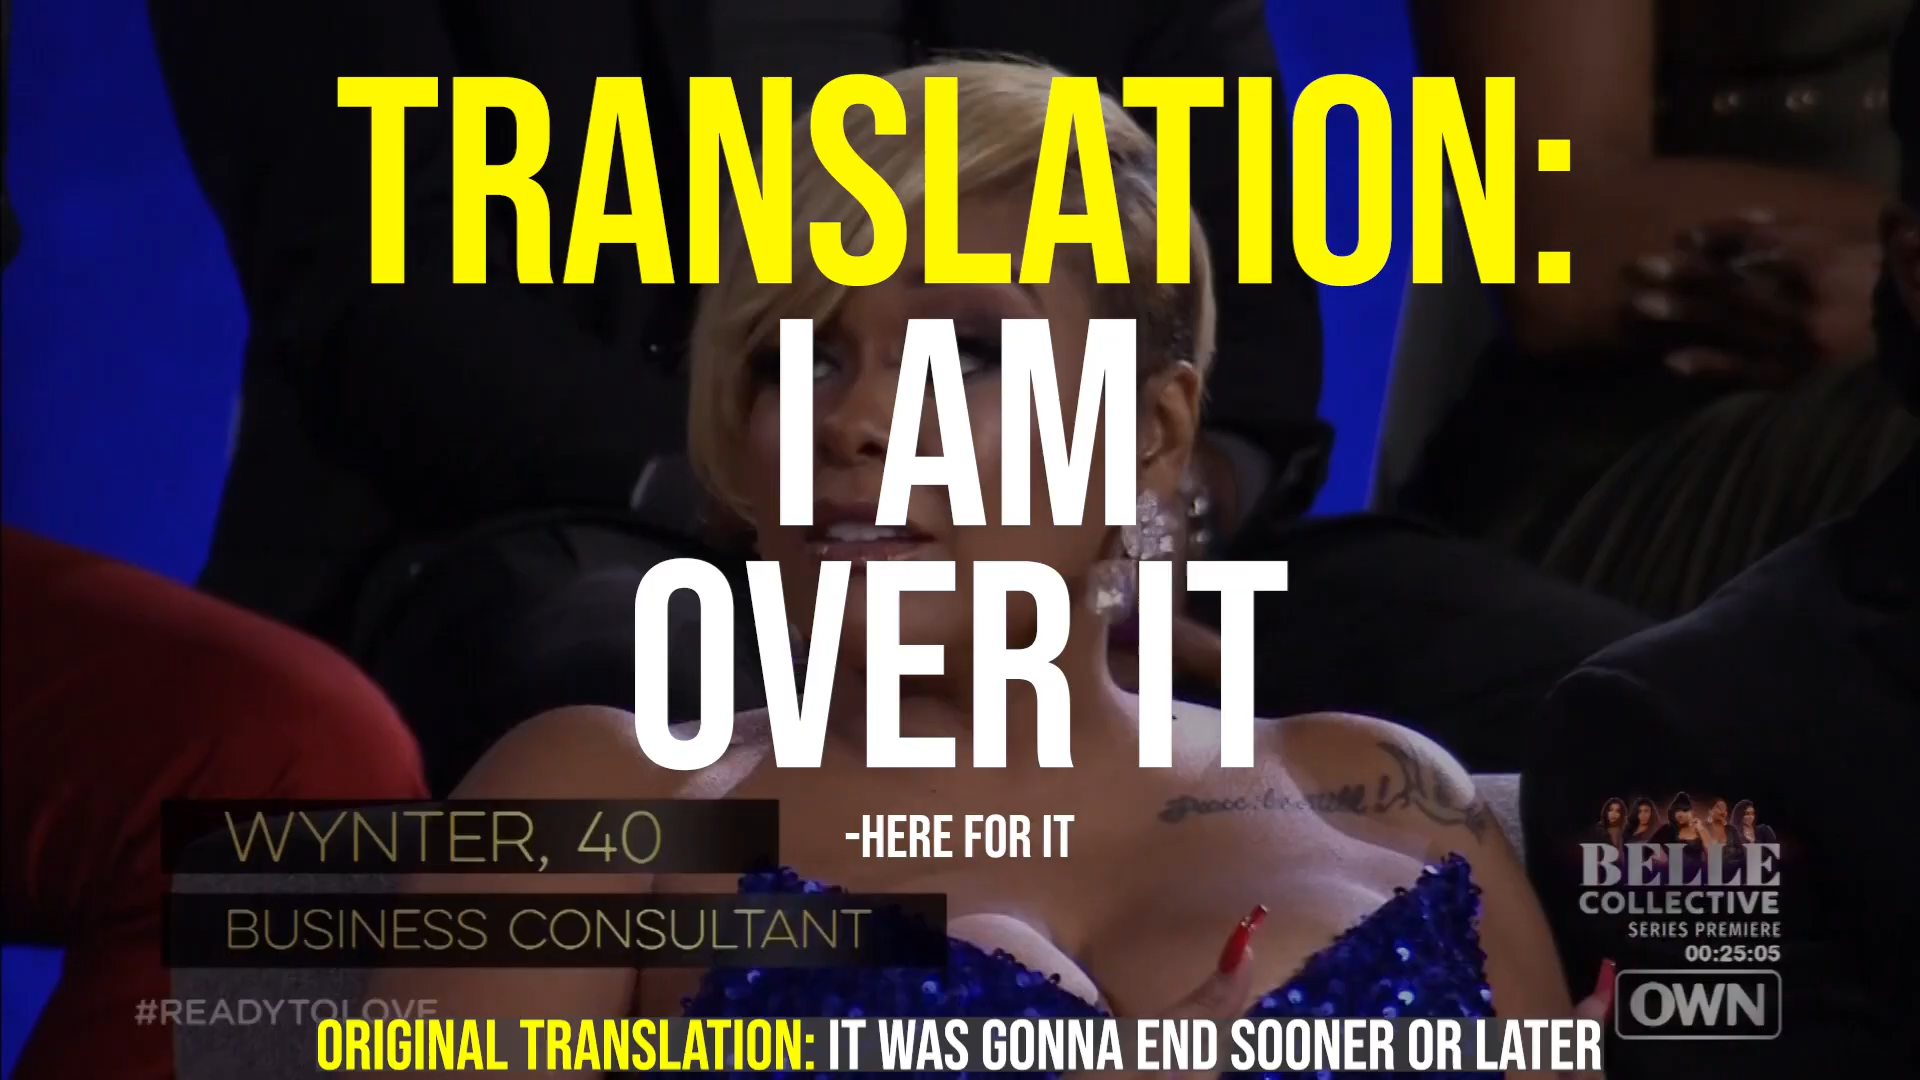 TRANSLATION:
I AM
OVER IT
-HERE FOR IT
WYNTER, 40
BUSINESS CONSULTANT
BELLE
COLLECTIVE
SERIES PREMIERE
00:25:05
OWN
#READYTOLOVE
ORIGINAL TRANSLATION: IT WAS GONNA END SOONER OR LATER